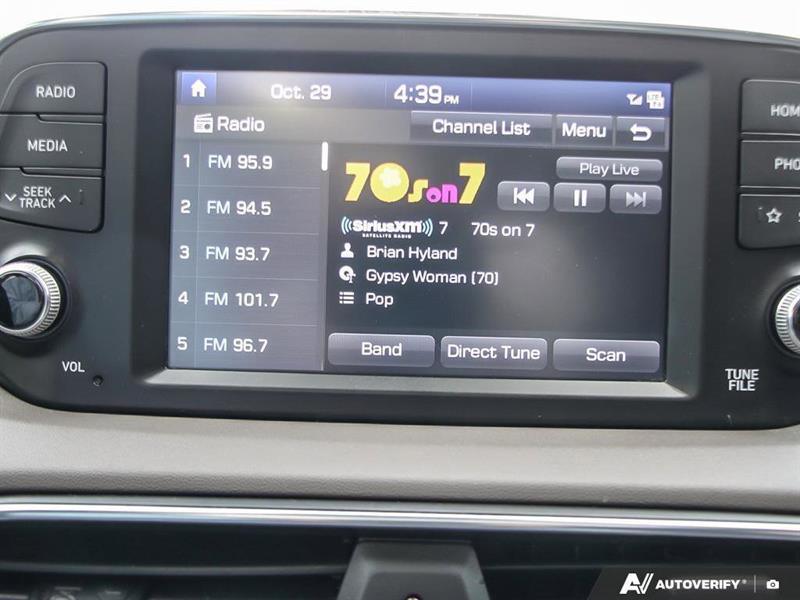 RADIO
MEDIA
SEEK
TRACK
VOL
Oct. 29 4:39 PM
Radio Channel List Menu
1 FM 95.9
2 FM 94.5
3 FM 93.7
4 FM 101.7
5 FM 96.7
70s on 7
Play Live
((SiriusXM)) 7 70s on 7
SATELLITE RADIO
Brian Hyland
Gypsy Woman (70)
Pop
Band Direct Tune Scan
HOM
PHO
TUNE
FILE
AV AUTOVERIFY